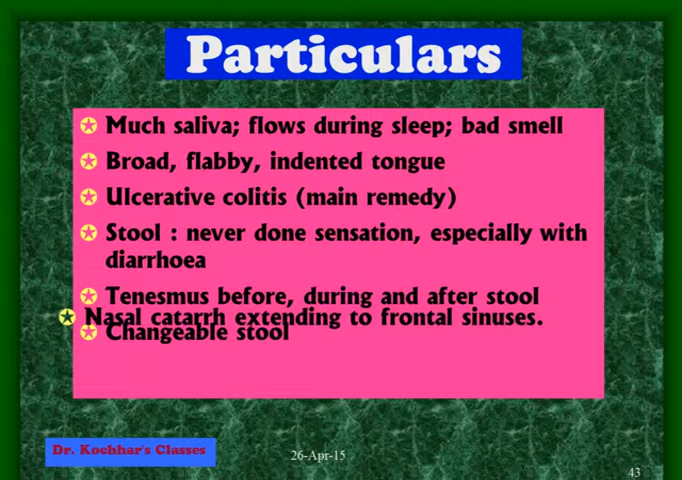 Particulars
Much saliva; flows during sleep; bad smell
Broad, flabby, indented tongue
Ulcerative colitis (main remedy)
Stool : never done sensation, especially with
diarrhoea
Tenesmus before, during and after stool
Nasal catarrh extending to frontal sinuses.
Changeable stool
Dr. Kochhar's Classes
26-Apr-15
43